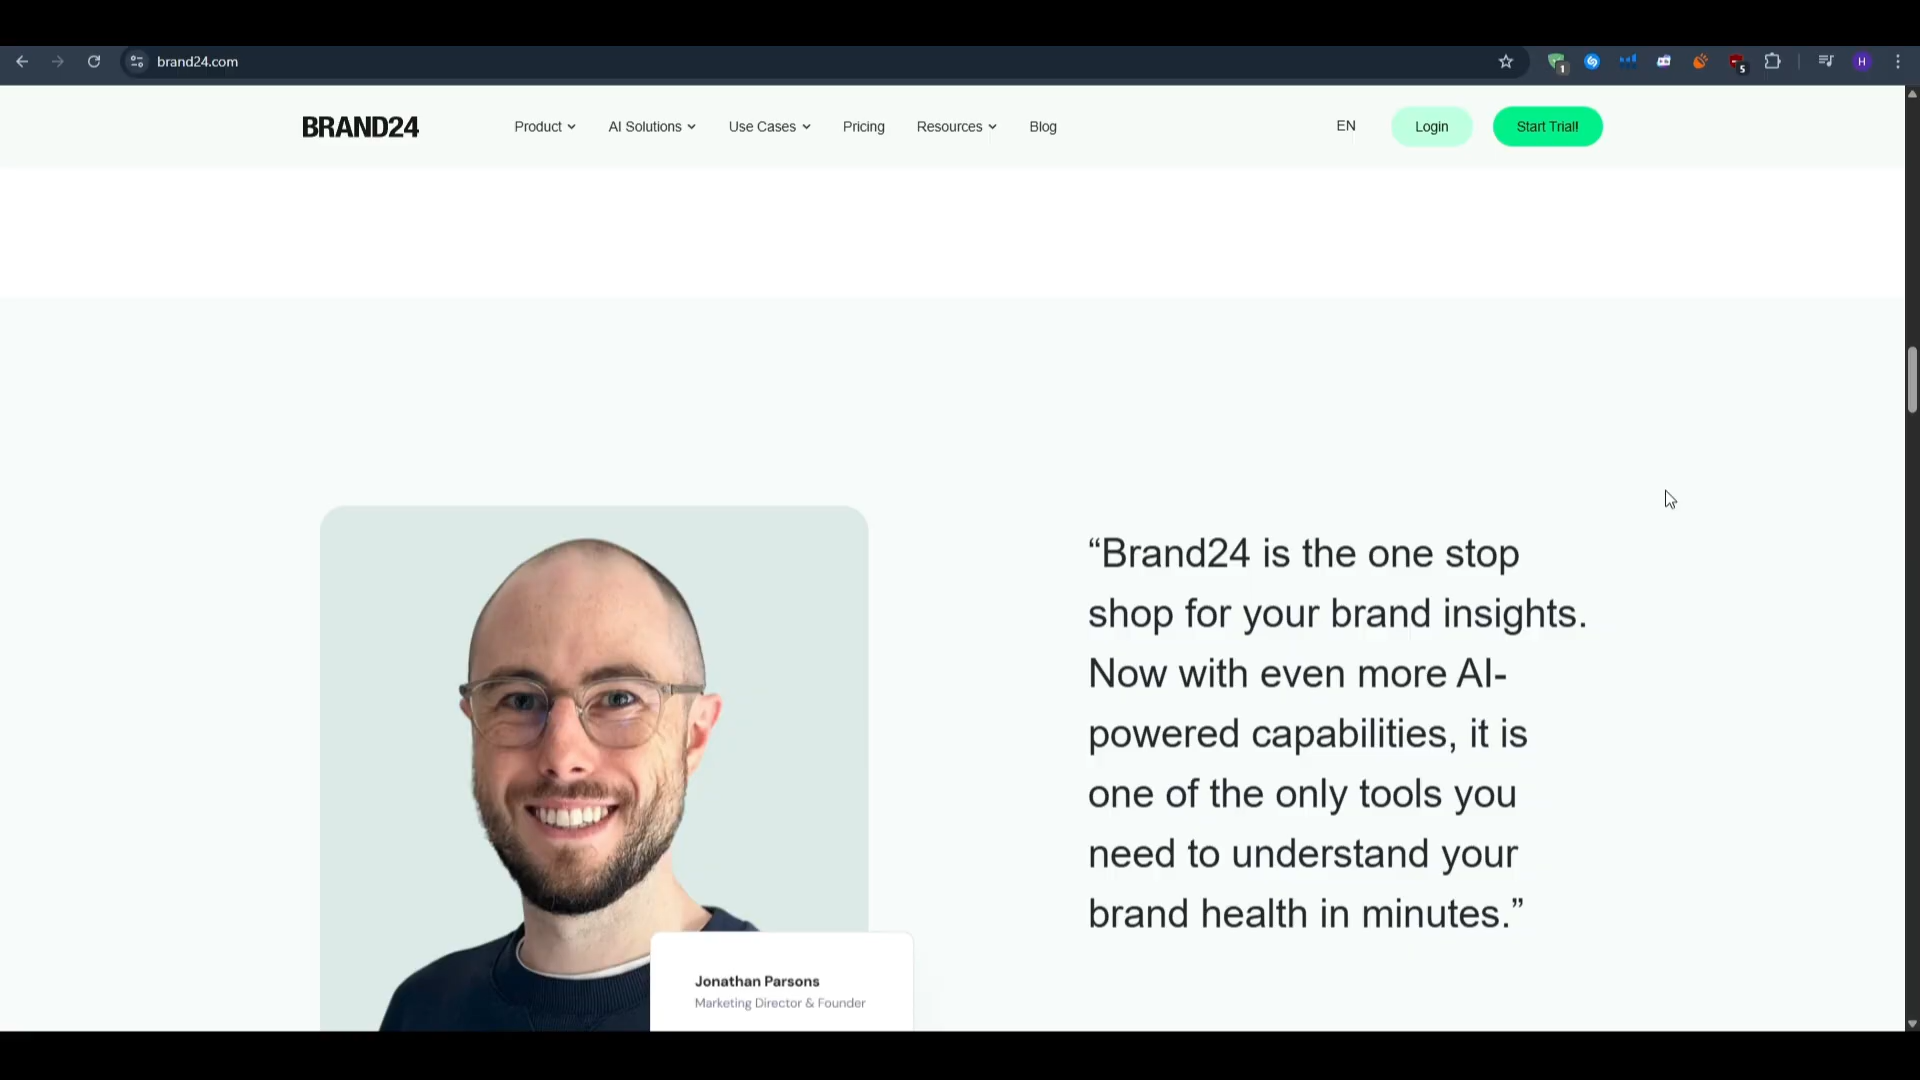 brand24.com
1
5
H
BRAND24
Product
AI Solutions
Use Cases
Pricing
Resources
Blog
EN
Login
Start Trial!
“Brand24 is the one stop
shop for your brand insights.
Now with even more AI-
powered capabilities, it is
one of the only tools you
need to understand your
brand health in minutes.”
Jonathan Parsons
Marketing Director & Founder